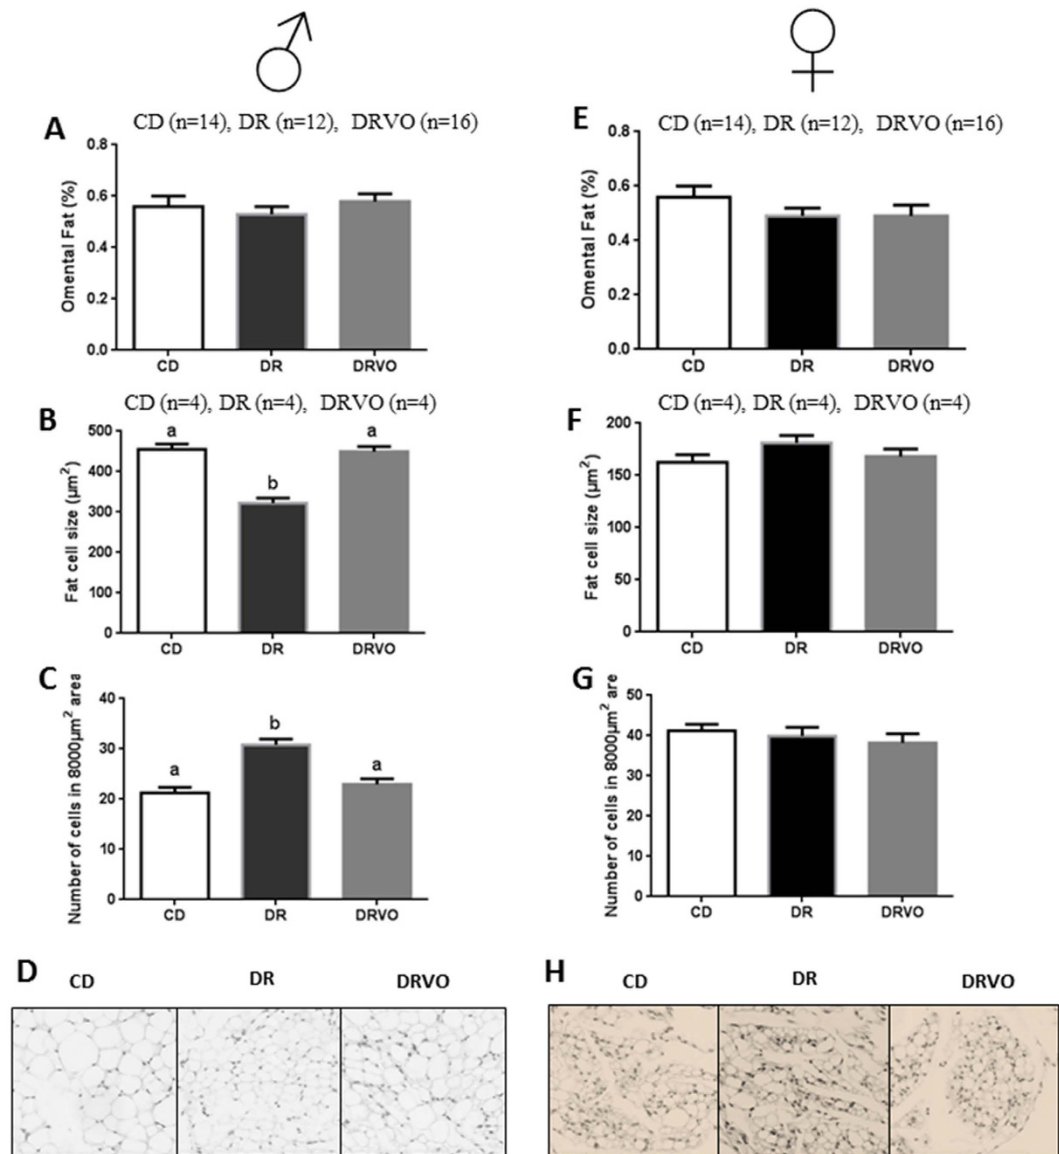 A
CD (n=14), DR (n=12), DRVO (n=16)
Omental Fat (%)
0.8
0.6
0.4
0.2
0.0
CD DR DRVO
B
CD (n=4), DR (n=4), DRVO (n=4)
Fat cell size (µm²)
500
400
300
200
100
0
a b a
CD DR DRVO
C
Number of cells in 8000µm² area
40
30
20
10
0
a b a
CD DR DRVO
D
CD DR DRVO
E
CD (n=14), DR (n=12), DRVO (n=16)
Omental Fat (%)
0.8
0.6
0.4
0.2
0.0
CD DR DRVO
F
CD (n=4), DR (n=4), DRVO (n=4)
Fat cell size (µm²)
200
150
100
50
0
CD DR DRVO
G
Number of cells in 8000µm² are
50
40
30
20
10
0
CD DR DRVO
H
CD DR DRVO